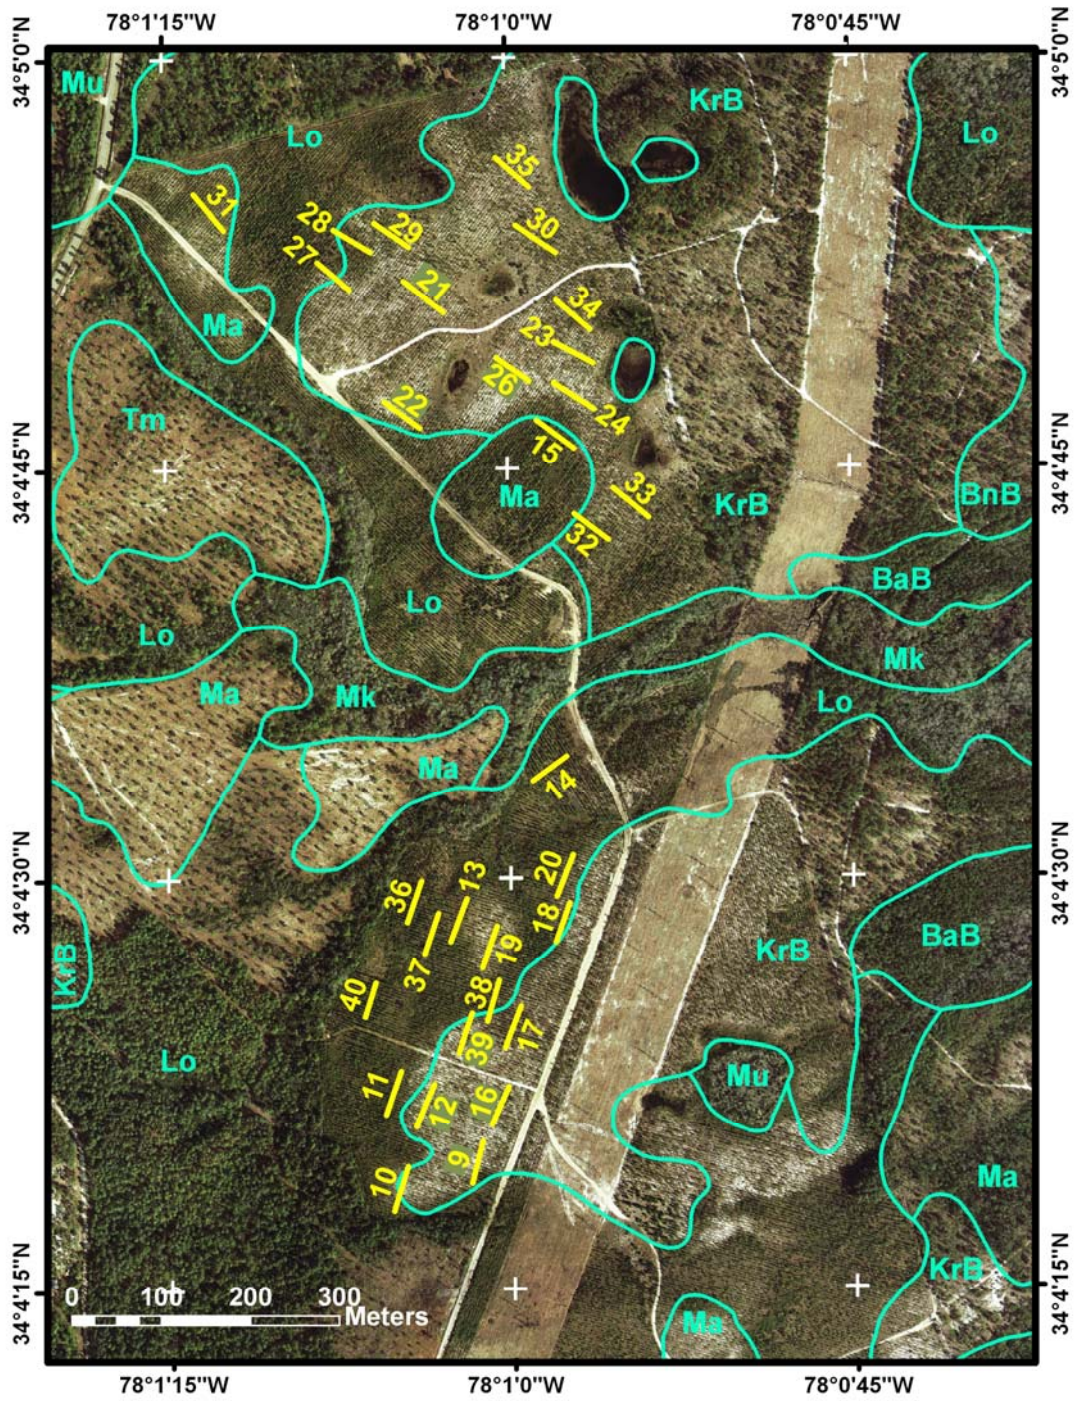 78°1'15"W 78°1'0"W 78°0'45"W
34°5'0"N
34°5'0"N
Mu
KrB
Lo
Lo
35
31
28
29
30
27
21
34
Ma
23
26
22
24
Tm
15
34°4'45"N
34°4'45"N
Ma
33
KrB
BnB
32
BaB
Lo
Lo
Mk
Ma
Mk
Lo
Ma
14
34°4'30"N
34°4'30"N
20
13
36
18
19
KrB
BaB
KrB
37
38
40
17
39
Lo
Mu
11
12
16
9
10
Ma
KrB
34°4'15"N
34°4'15"N
0 100 200 300
Meters
Ma
78°1'15"W 78°1'0"W 78°0'45"W